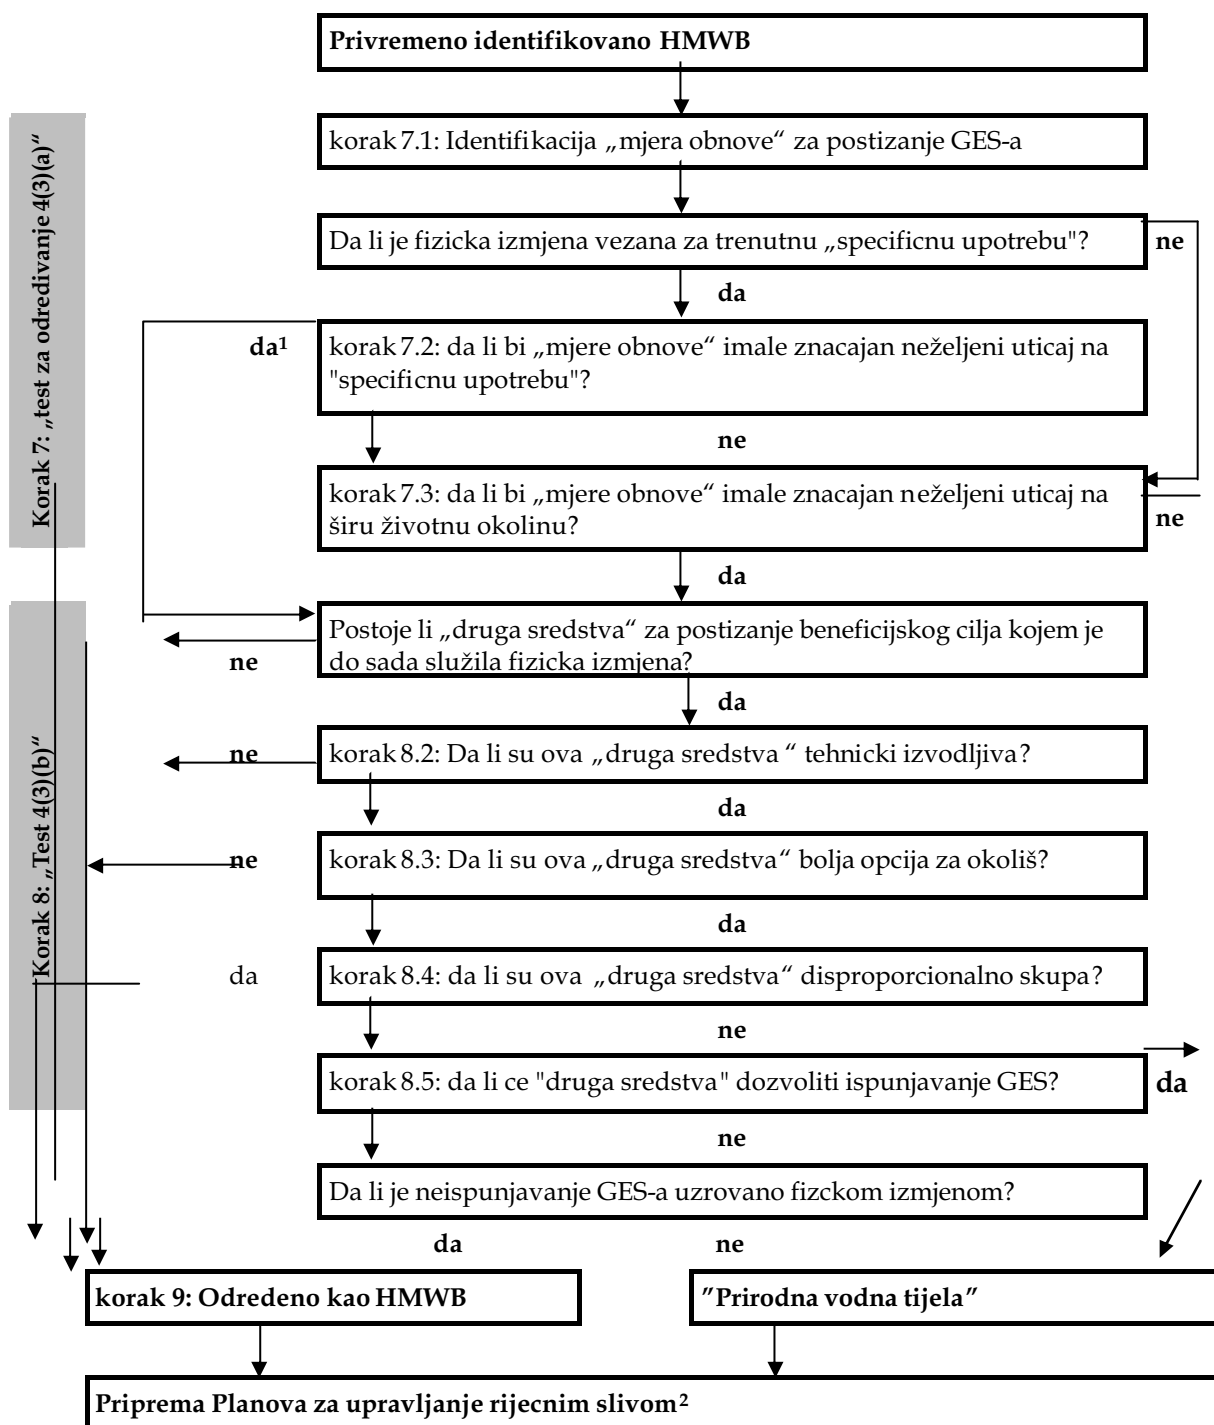 Privremeno identifikovano HMWB
korak 7.1: Identifikacija „mjera obnove“ za postizanje GES-a
Korak 7: „test za odredivanje 4(3)(a)“
Da li je fizicka izmjena vezana za trenutnu „specificnu upotrebu"?
ne
da
da¹
korak 7.2: da li bi „mjere obnove“ imale znacajan neželjeni uticaj na
"specificnu upotrebu"?
ne
korak 7.3: da li bi „mjere obnove“ imale znacajan neželjeni uticaj na
širu životnu okolinu?
ne
da
Korak 8: „Test 4(3)(b)“
Postoje li „druga sredstva“ za postizanje beneficijskog cilja kojem je
do sada služila fizicka izmjena?
ne
da
ne
korak 8.2: Da li su ova „druga sredstva “ tehnicki izvodljiva?
da
ne
korak 8.3: Da li su ova „druga sredstva“ bolja opcija za okoliš?
da
da
korak 8.4: da li su ova „druga sredstva“ disproporcionalno skupa?
ne
korak 8.5: da li ce "druga sredstva" dozvoliti ispunjavanje GES?
da
ne
Da li je neispunjavanje GES-a uzrovano fizckom izmjenom?
da
ne
korak 9: Odredeno kao HMWB
”Prirodna vodna tijela”
Priprema Planova za upravljanje rijecnim slivom²